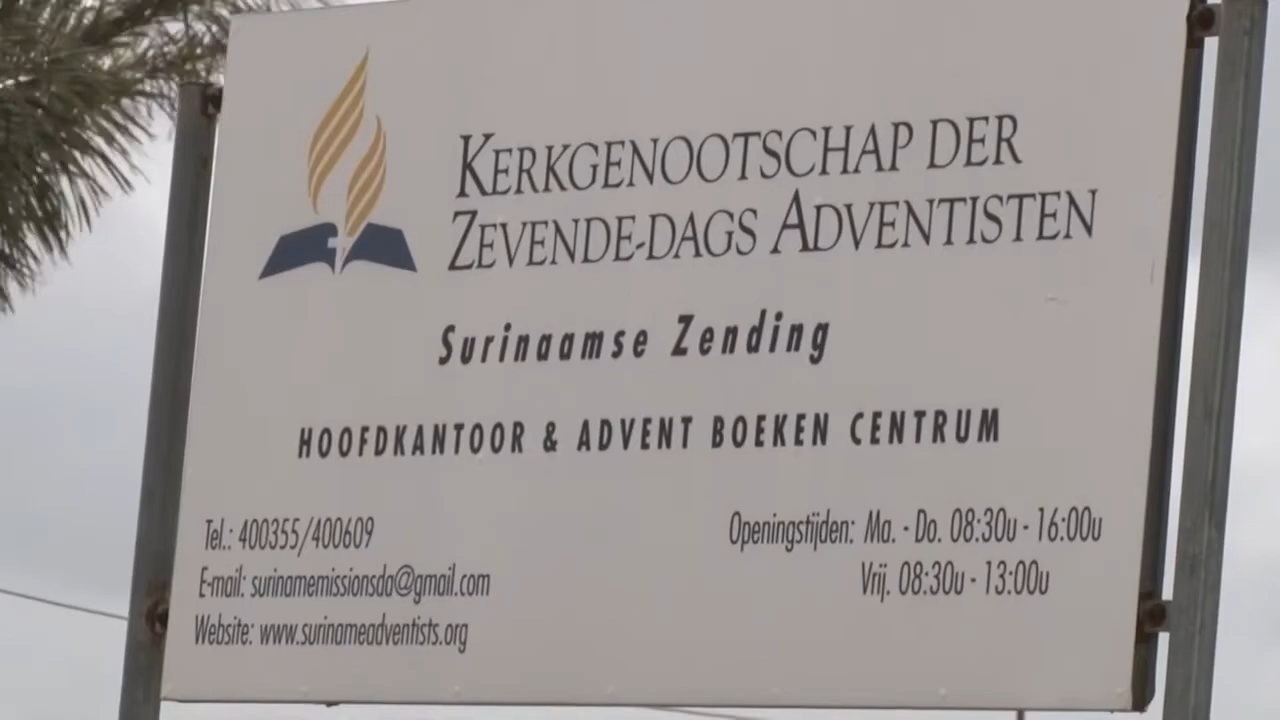 KERKGENOOTSCHAP DER
ZEVENDE-DAGS ADVENTISTEN
Surinaamse Zending
HOOFDKANTOOR & ADVENT BOEKEN CENTRUM
Tel.: 400355/400609
E-mail: surinamemissionsda@gmail.com
Website: www.surinameadventists.org
Openingstijden: Ma. - Do. 08:30u - 16:00u
Vrij. 08:30u - 13:00u